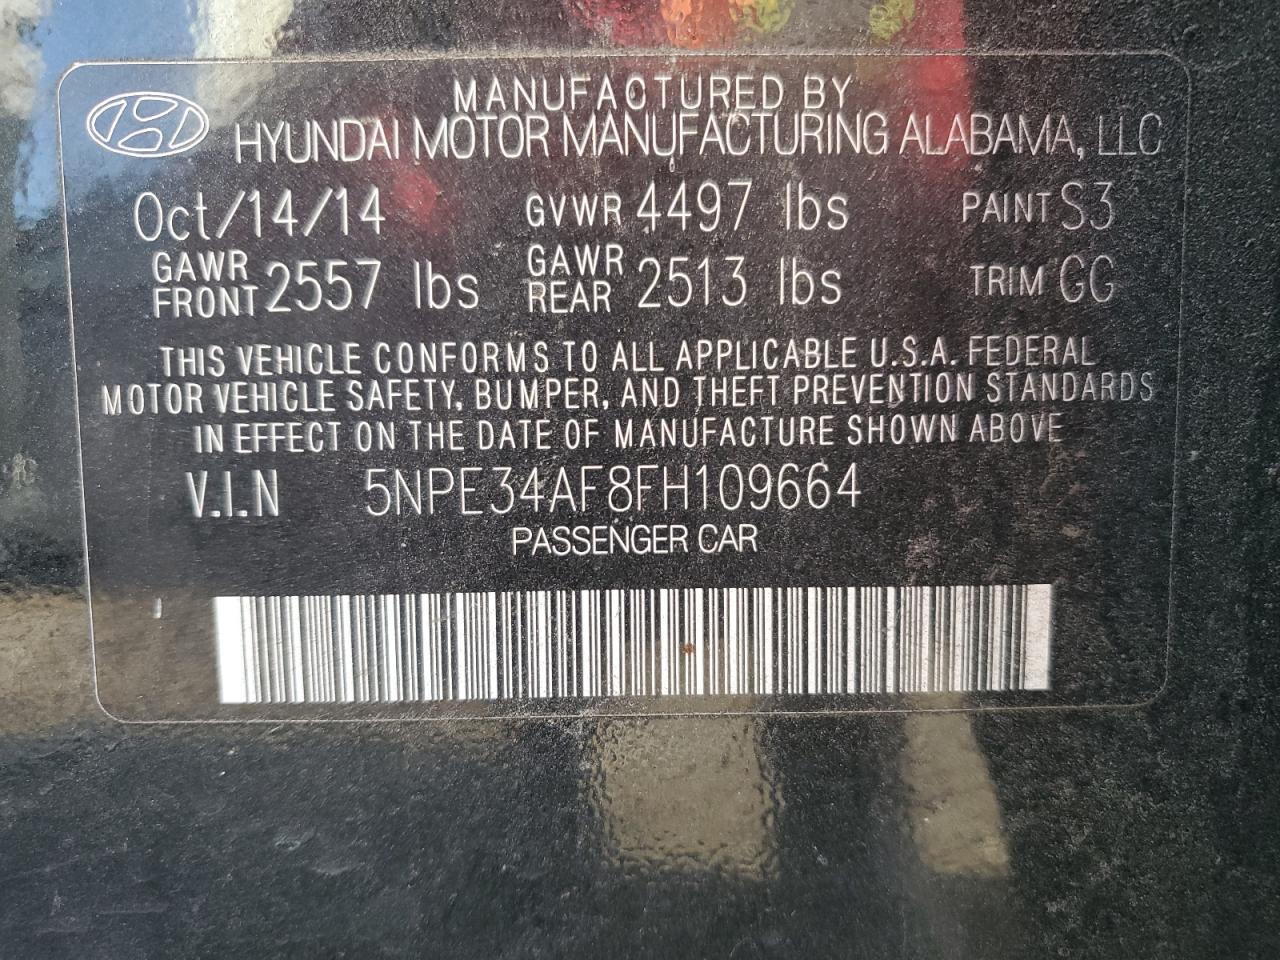 MANUFACTURED BY
HYUNDAI MOTOR MANUFACTURING ALABAMA, LLC
Oct/14/14 GVWR 4497 lbs PAINT S3
GAWR FRONT 2557 lbs GAWR REAR 2513 lbs TRIM GG
THIS VEHICLE CONFORMS TO ALL APPLICABLE U.S.A. FEDERAL
MOTOR VEHICLE SAFETY, BUMPER, AND THEFT PREVENTION STANDARDS
IN EFFECT ON THE DATE OF MANUFACTURE SHOWN ABOVE
V.I.N 5NPE34AF8FH109664
PASSENGER CAR